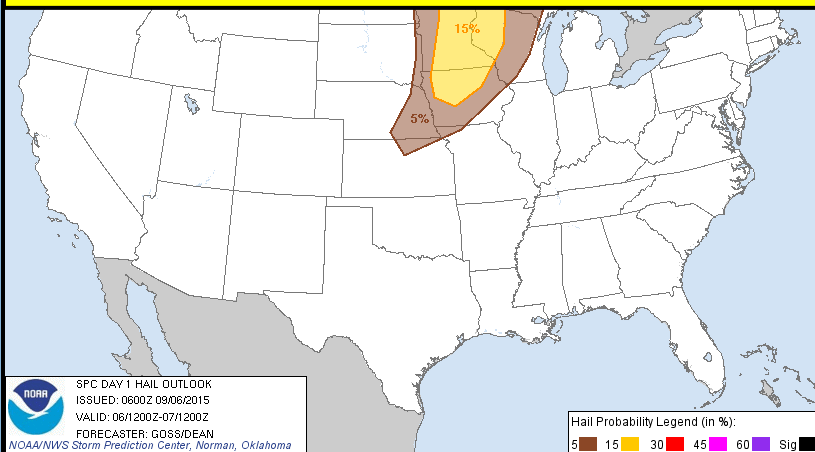 15%
5%
NOAA
SPC DAY 1 HAIL OUTLOOK
ISSUED: 0600Z 09/06/2015
VALID: 06/1200Z-07/1200Z
FORECASTER: GOSS/DEAN
NOAA/NWS Storm Prediction Center, Norman, Oklahoma
Hail Probability Legend (in %):
5 15 30 45 60 Sig